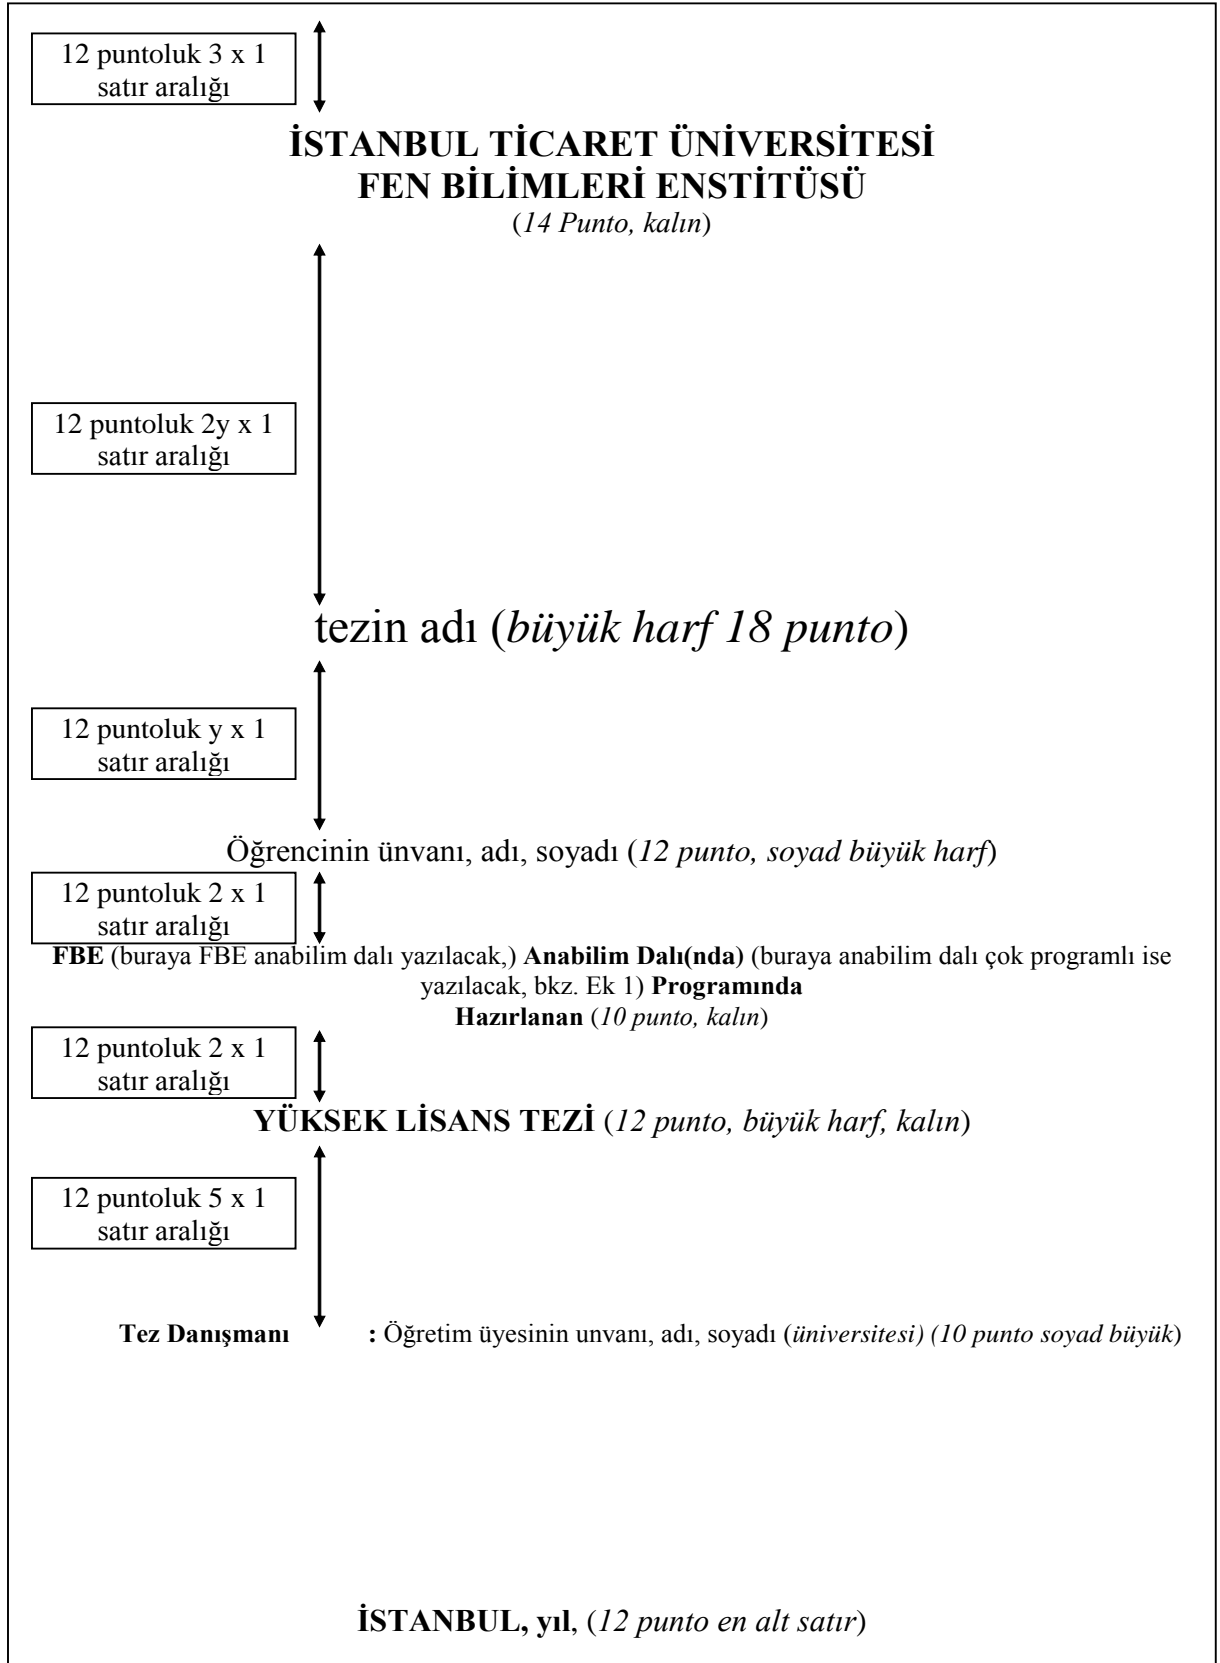 12 puntoluk 3 x 1
satır aralığı
İSTANBUL TİCARET ÜNİVERSİTESİ
FEN BİLİMLERİ ENSTİTÜSÜ
(14 Punto, kalın)
12 puntoluk 2y x 1
satır aralığı
tezin adı (büyük harf 18 punto)
12 puntoluk y x 1
satır aralığı
Öğrencinin ünvanı, adı, soyadı (12 punto, soyad büyük harf)
12 puntoluk 2 x 1
satır aralığı
FBE (buraya FBE anabilim dalı yazılacak,) Anabilim Dalı(nda) (buraya anabilim dalı çok programlı ise
yazılacak, bkz. Ek 1) Programında
Hazırlanan (10 punto, kalın)
12 puntoluk 2 x 1
satır aralığı
YÜKSEK LİSANS TEZİ (12 punto, büyük harf, kalın)
12 puntoluk 5 x 1
satır aralığı
Tez Danışmanı : Öğretim üyesinin unvanı, adı, soyadı (üniversitesi) (10 punto soyad büyük)
İSTANBUL, yıl, (12 punto en alt satır)